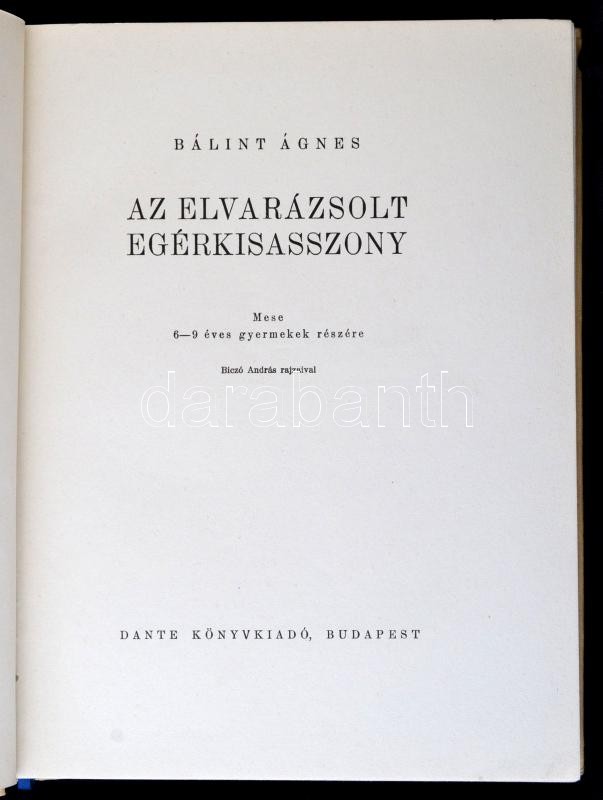 BÁLINT ÁGNES
AZ ELVARÁZSOLT
EGÉRKISASSZONY
Mese
6—9 éves gyermekek részére
Biczó András rajzaival
darabanth
DANTE KÖNYVKIADÓ, BUDAPEST